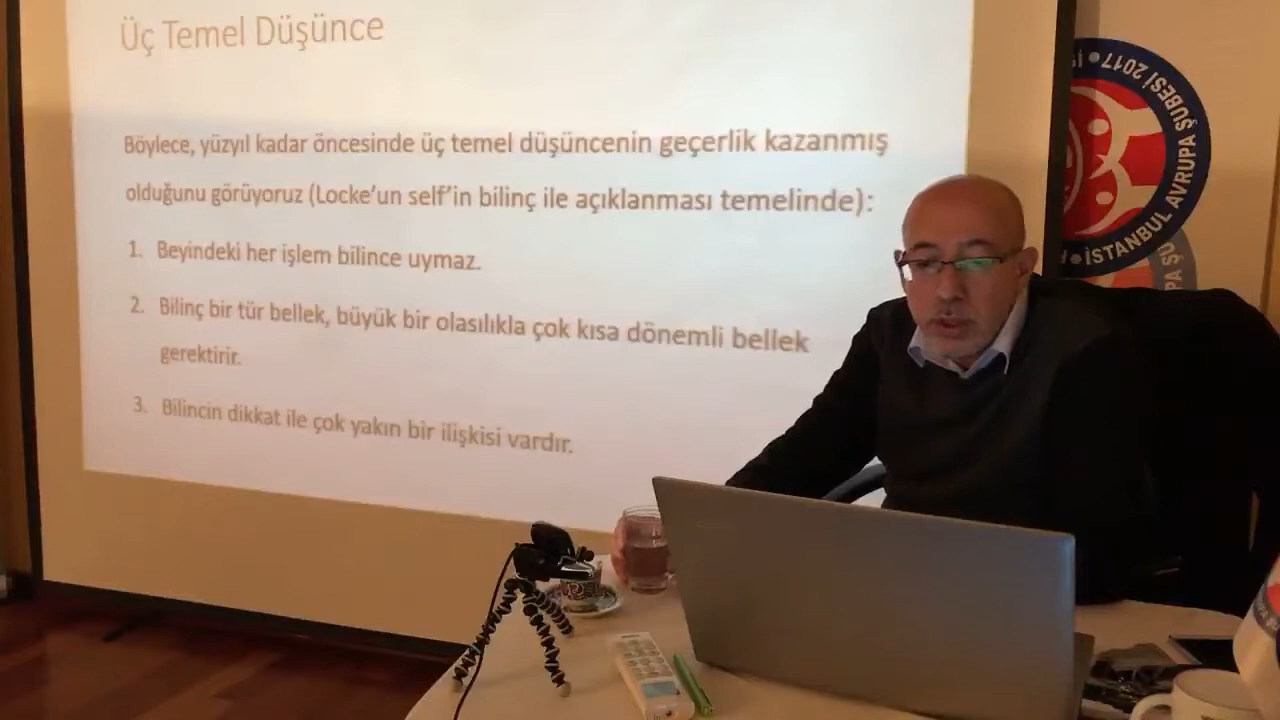 Üç Temel Düşünce
Böylece, yüzyıl kadar öncesinde üç temel düşüncenin geçerlik kazanmış
olduğunu görüyoruz (Locke'un self'in bilinç ile açıklanması temelinde):
1. Beyindeki her işlem bilince uymaz.
2. Bilinç bir tür bellek, büyük bir olasılıkla çok kısa dönemli bellek
gerektirir.
3. Bilincin dikkat ile çok yakın bir ilişkisi vardır.
• İSTANBUL AVRUPA ŞUBESİ 2017 •